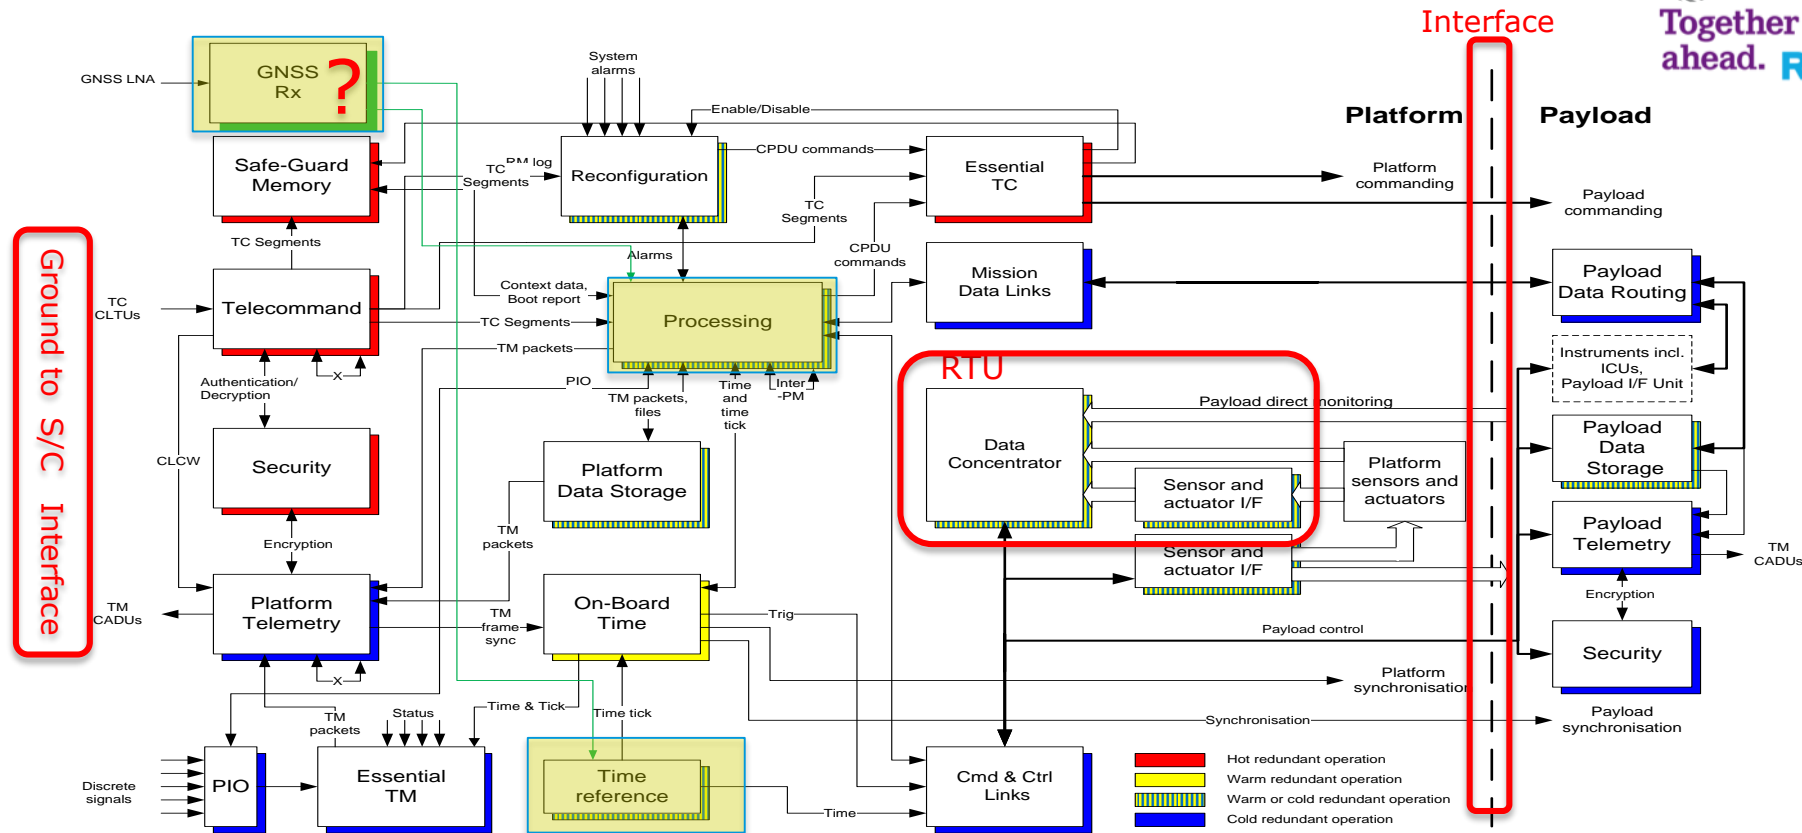 Interface
Together
ahead.
Platform
Payload
GNSS LNA
GNSS
Rx
?
System
alarms
Enable/Disable
Safe-Guard
Memory
PM log
TC
Segments
Reconfiguration
CPDU commands
Essential
TC
Platform
commanding
Payload
commanding
TC
Segments
TC Segments
Ground to S/C Interface
TC
CLTUs
Telecommand
Context data,
Boot report
Alarms
CPDU
commands
Processing
Mission
Data Links
Payload
Data Routing
TC Segments
TM packets
X
Authentication/
Decryption
PIO
TM packets,
files
Time
and
time
tick
Inter
-PM
RTU
Instruments incl.
ICUs,
Payload I/F Unit
Payload direct monitoring
CLCW
Security
Platform
Data Storage
Data
Concentrator
Sensor and
actuator I/F
Platform
sensors and
actuators
Payload
Data
Storage
Encryption
TM
packets
Sensor and
actuator I/F
Payload
Telemetry
TM
CADUs
TM
CADUs
Platform
Telemetry
TM
frame
sync
On-Board
Time
Trig
Encryption
Payload control
Security
X
Platform
synchronisation
TM
packets
Status
Time & Tick
Time tick
Synchronisation
Payload
synchronisation
Discrete
signals
PIO
Essential
TM
Time
reference
Time
Cmd & Ctrl
Links
Hot redundant operation
Warm redundant operation
Warm or cold redundant operation
Cold redundant operation